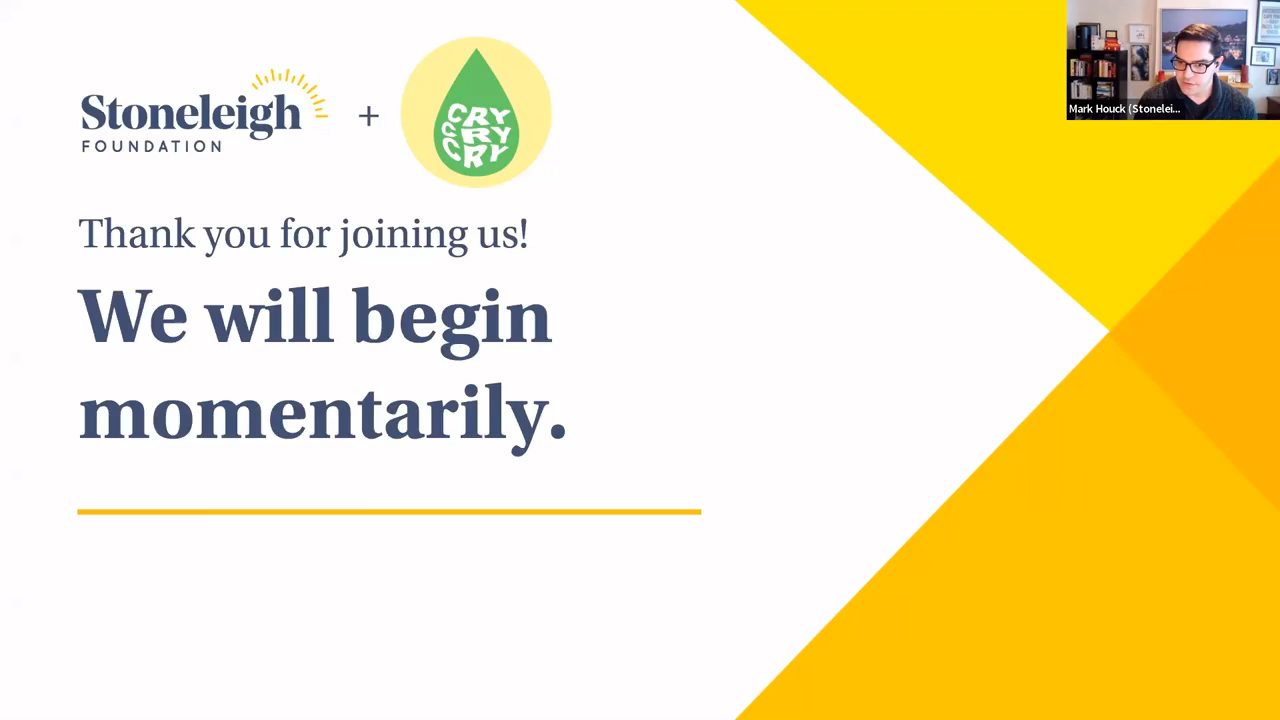 Stoneleigh
FOUNDATION
+
CRY
CRY
CRY
Thank you for joining us!
We will begin
momentarily.
Mark Houck (Stonelei...